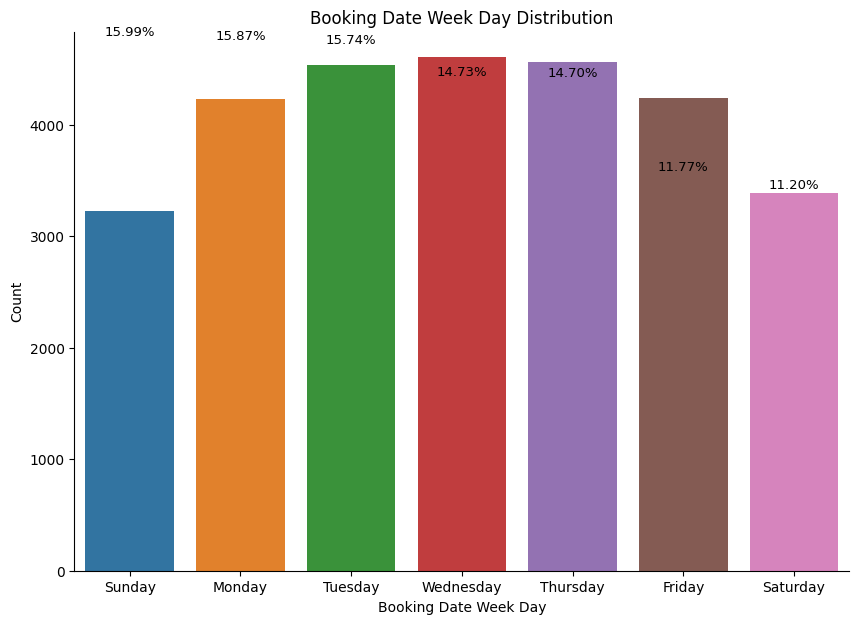 Booking Date Week Day Distribution
15.99%
15.87%
15.74%
14.73%
14.70%
11.77%
11.20%
Count
4000
3000
2000
1000
0
Sunday
Monday
Tuesday
Wednesday
Thursday
Friday
Saturday
Booking Date Week Day